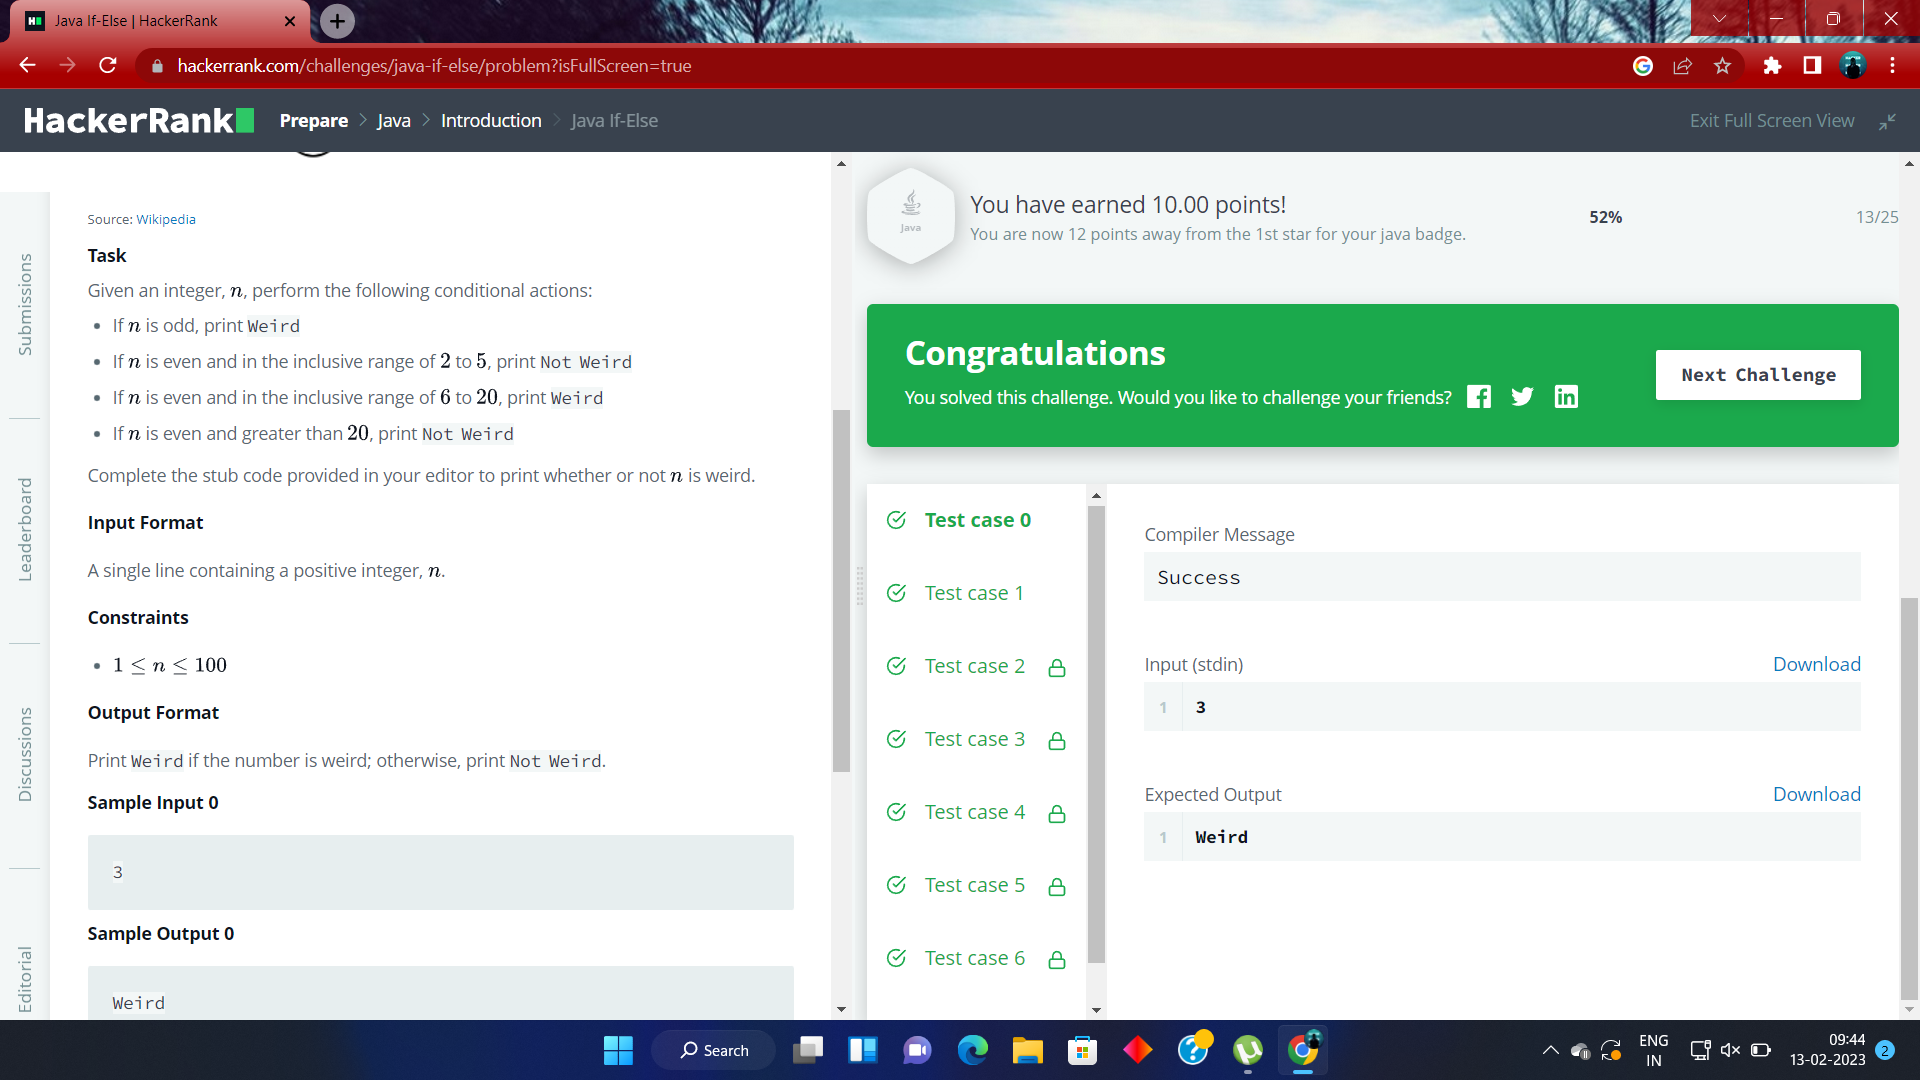 Java If-Else | HackerRank
hackerrank.com/challenges/java-if-else/problem?isFullScreen=true
HackerRank Prepare > Java > Introduction > Java If-Else Exit Full Screen View
Submissions
Leaderboard
Discussions
Editorial
Source: Wikipedia
Task
Given an integer, n, perform the following conditional actions:
• If n is odd, print Weird
• If n is even and in the inclusive range of 2 to 5, print Not Weird
• If n is even and in the inclusive range of 6 to 20, print Weird
• If n is even and greater than 20, print Not Weird
Complete the stub code provided in your editor to print whether or not n is weird.
Input Format
A single line containing a positive integer, n.
Constraints
• 1 ≤ n ≤ 100
Output Format
Print Weird if the number is weird; otherwise, print Not Weird.
Sample Input 0
3
Sample Output 0
Weird
Java
You have earned 10.00 points!
You are now 12 points away from the 1st star for your java badge.
52% 13/25
Congratulations
You solved this challenge. Would you like to challenge your friends?
Next Challenge
Test case 0
Test case 1
Test case 2
Test case 3
Test case 4
Test case 5
Test case 6
Compiler Message
Success
Input (stdin) Download
1 3
Expected Output Download
1 Weird
Search
ENG
IN
09:44
13-02-2023
2